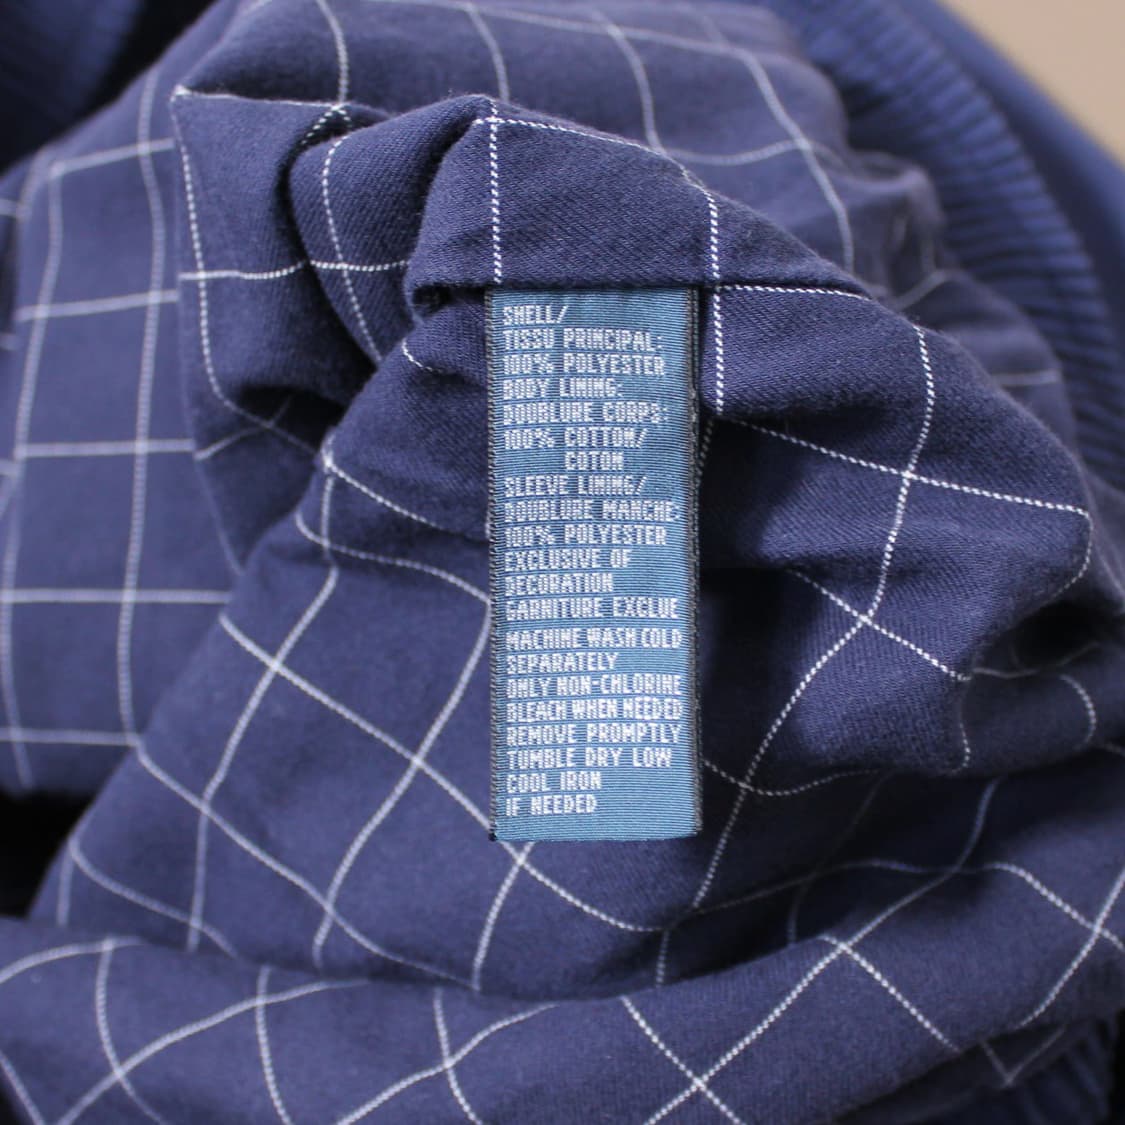 SHELL/
TISSU PRINCIPAL:
100% POLYESTER
BODY LINING:
DOUBLURE CORPS:
100% COTTON/
COTON
SLEEVE LINING/
DOUBLURE MANCHE:
100% POLYESTER
EXCLUSIVE OF
DECORATION
GARNITURE EXCLUE
MACHINE WASH COLD
SEPARATELY
ONLY NON-CHLORINE
BLEACH WHEN NEEDED
REMOVE PROMPTLY
TUMBLE DRY LOW
COOL IRON
IF NEEDED